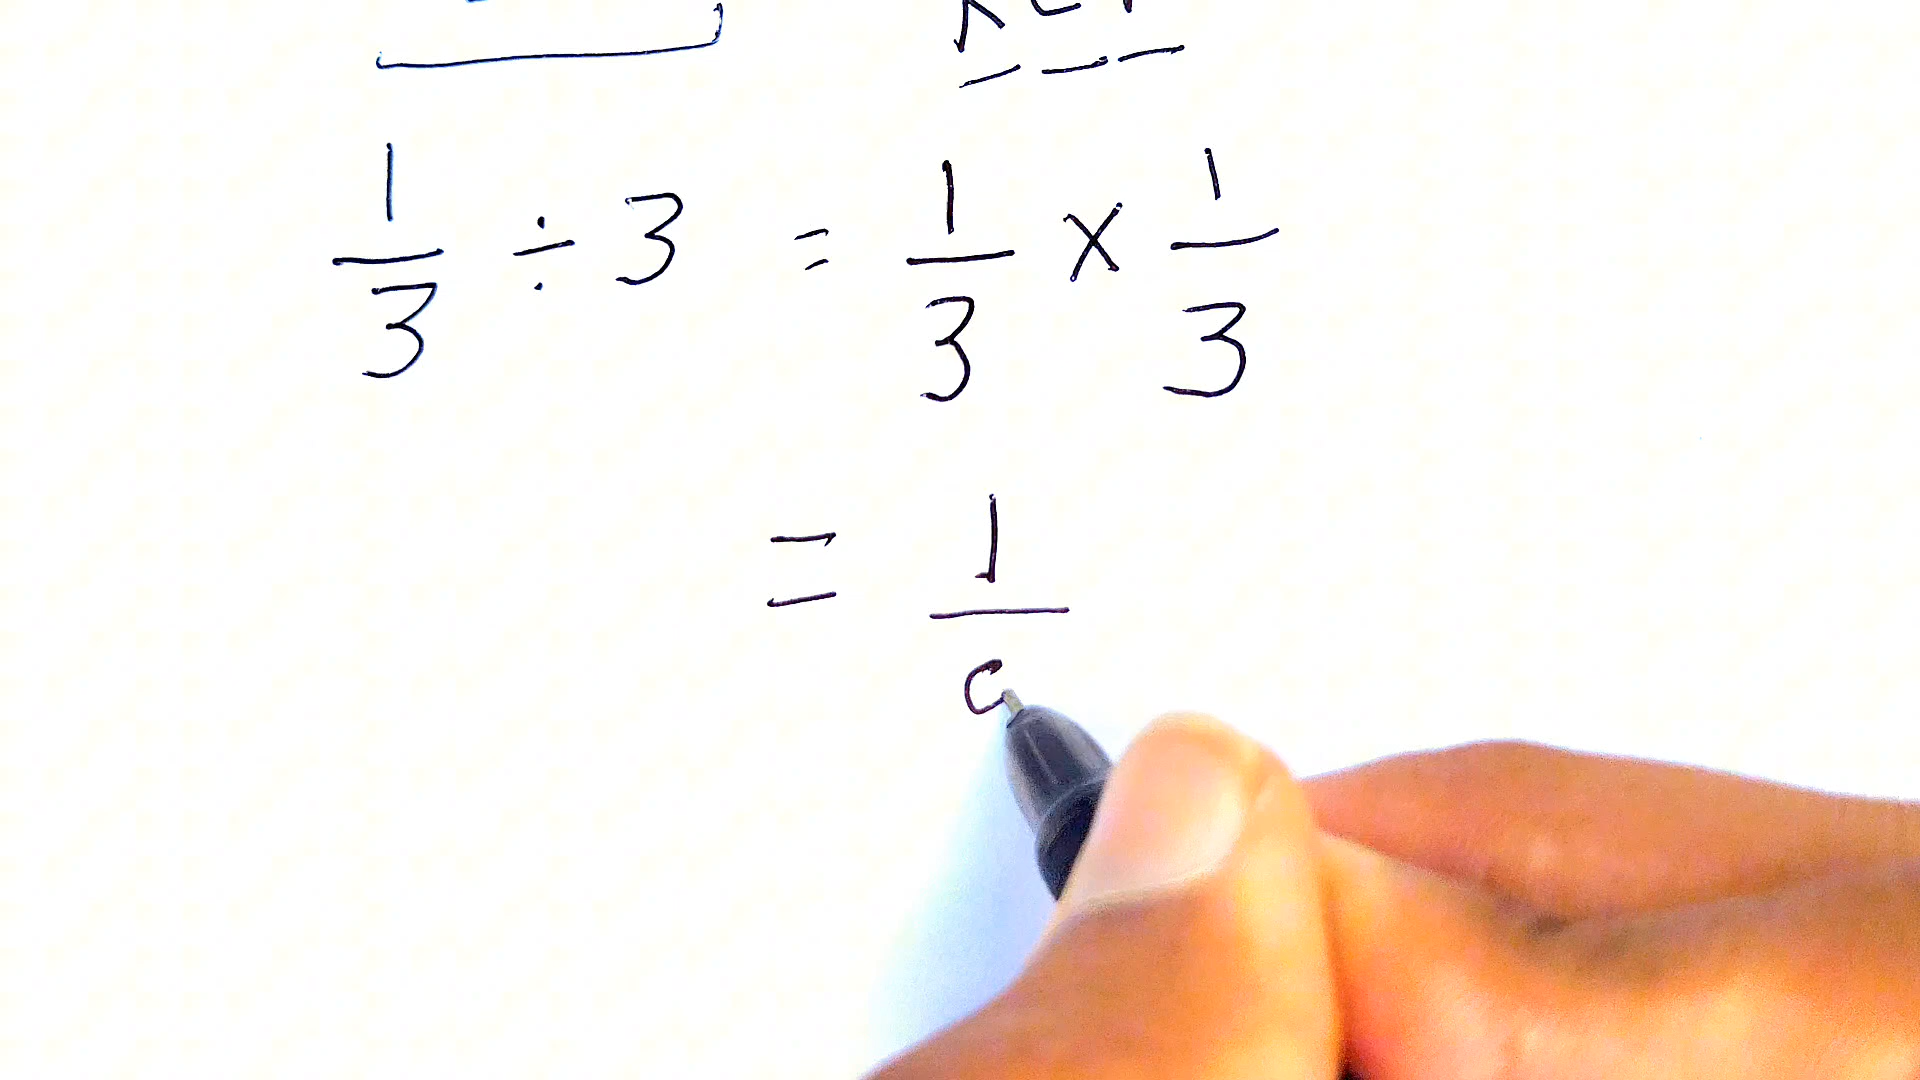 1/3 ÷ 3 = 1/3 × 1/3
= 1/